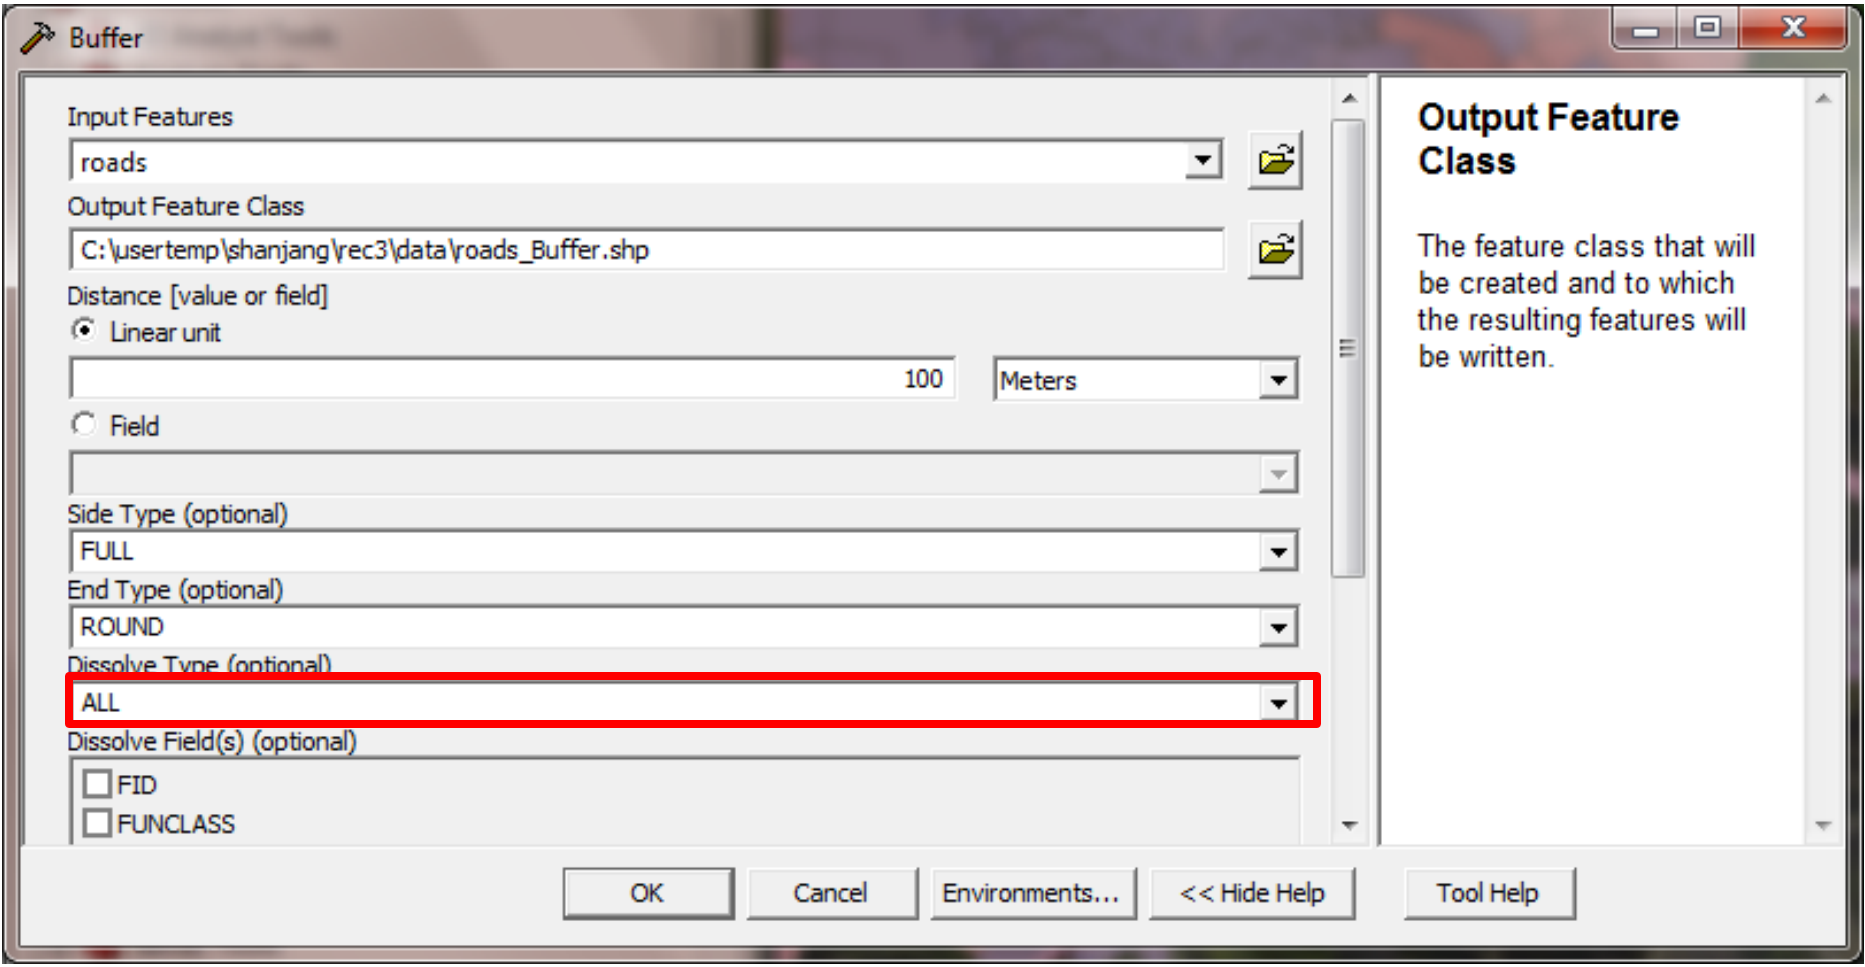 Buffer
Input Features
roads
Output Feature Class
C:\usertemp\shanjang\rec3\data\roads_Buffer.shp
Distance [value or field]
Linear unit
100 Meters
Field
Side Type (optional)
FULL
End Type (optional)
ROUND
Dissolve Type (optional)
ALL
Dissolve Field(s) (optional)
FID
FUNCLASS
Output Feature
Class
The feature class that will
be created and to which
the resulting features will
be written.
OK Cancel Environments... << Hide Help Tool Help